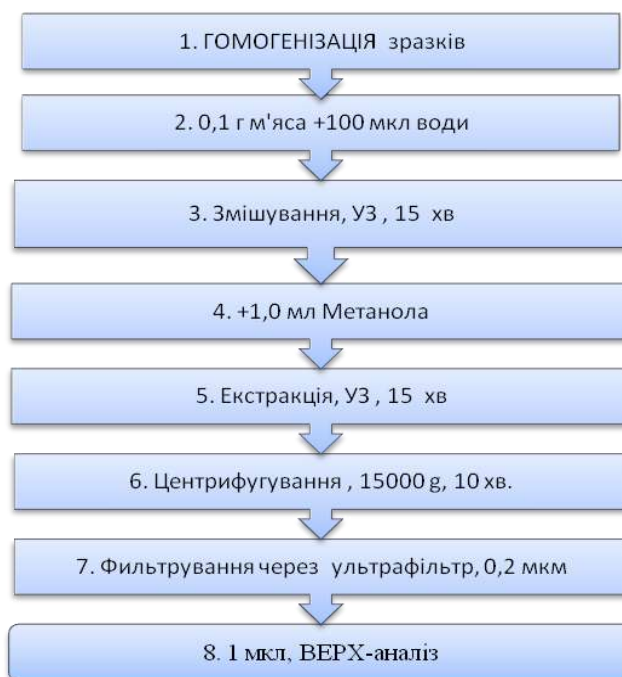 1. ГОМОГЕНІЗАЦІЯ зразків
2. 0,1 г м'яса +100 мкл води
3. Змішування, УЗ , 15 хв
4. +1,0 мл Метанола
5. Екстракція, УЗ , 15 хв
6. Центрифугування , 15000 g, 10 хв.
7. Фильтрування через ультрафільтр, 0,2 мкм
8. 1 мкл, ВЕРХ-аналіз